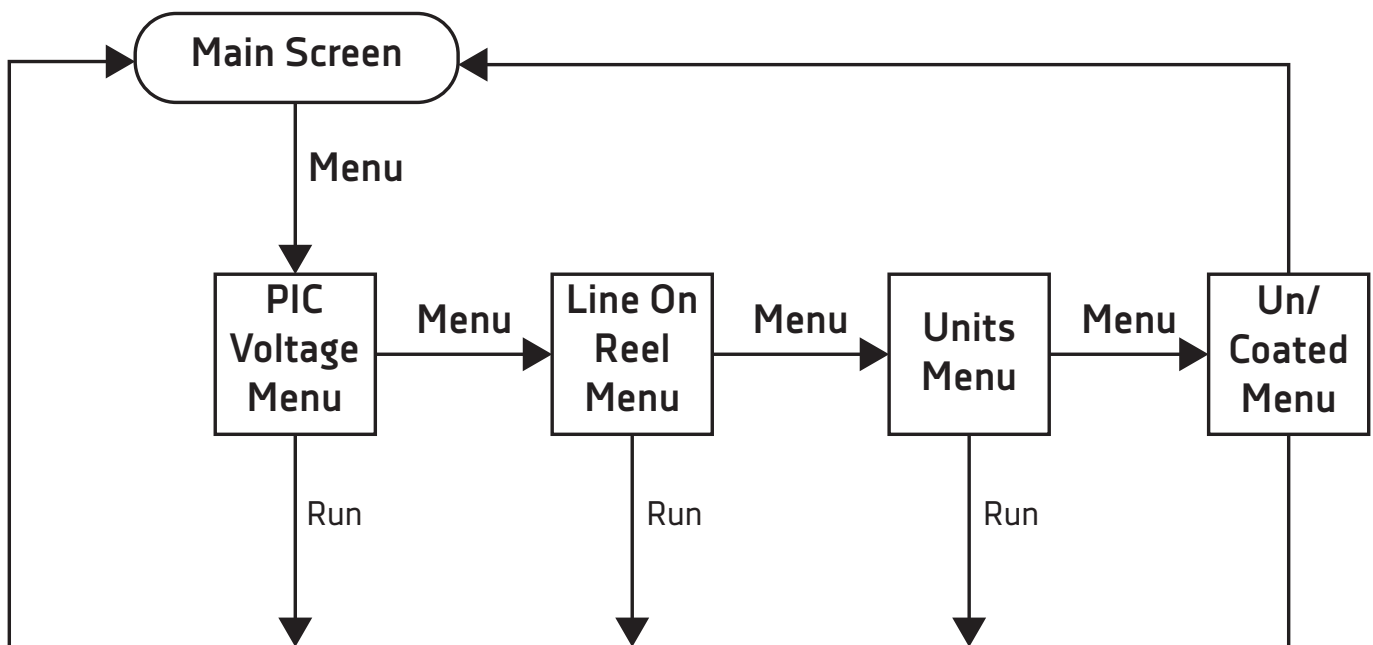 Main Screen
Menu
PIC
Voltage
Menu
Menu
Line On
Reel
Menu
Menu
Units
Menu
Menu
Un/
Coated
Menu
Run
Run
Run